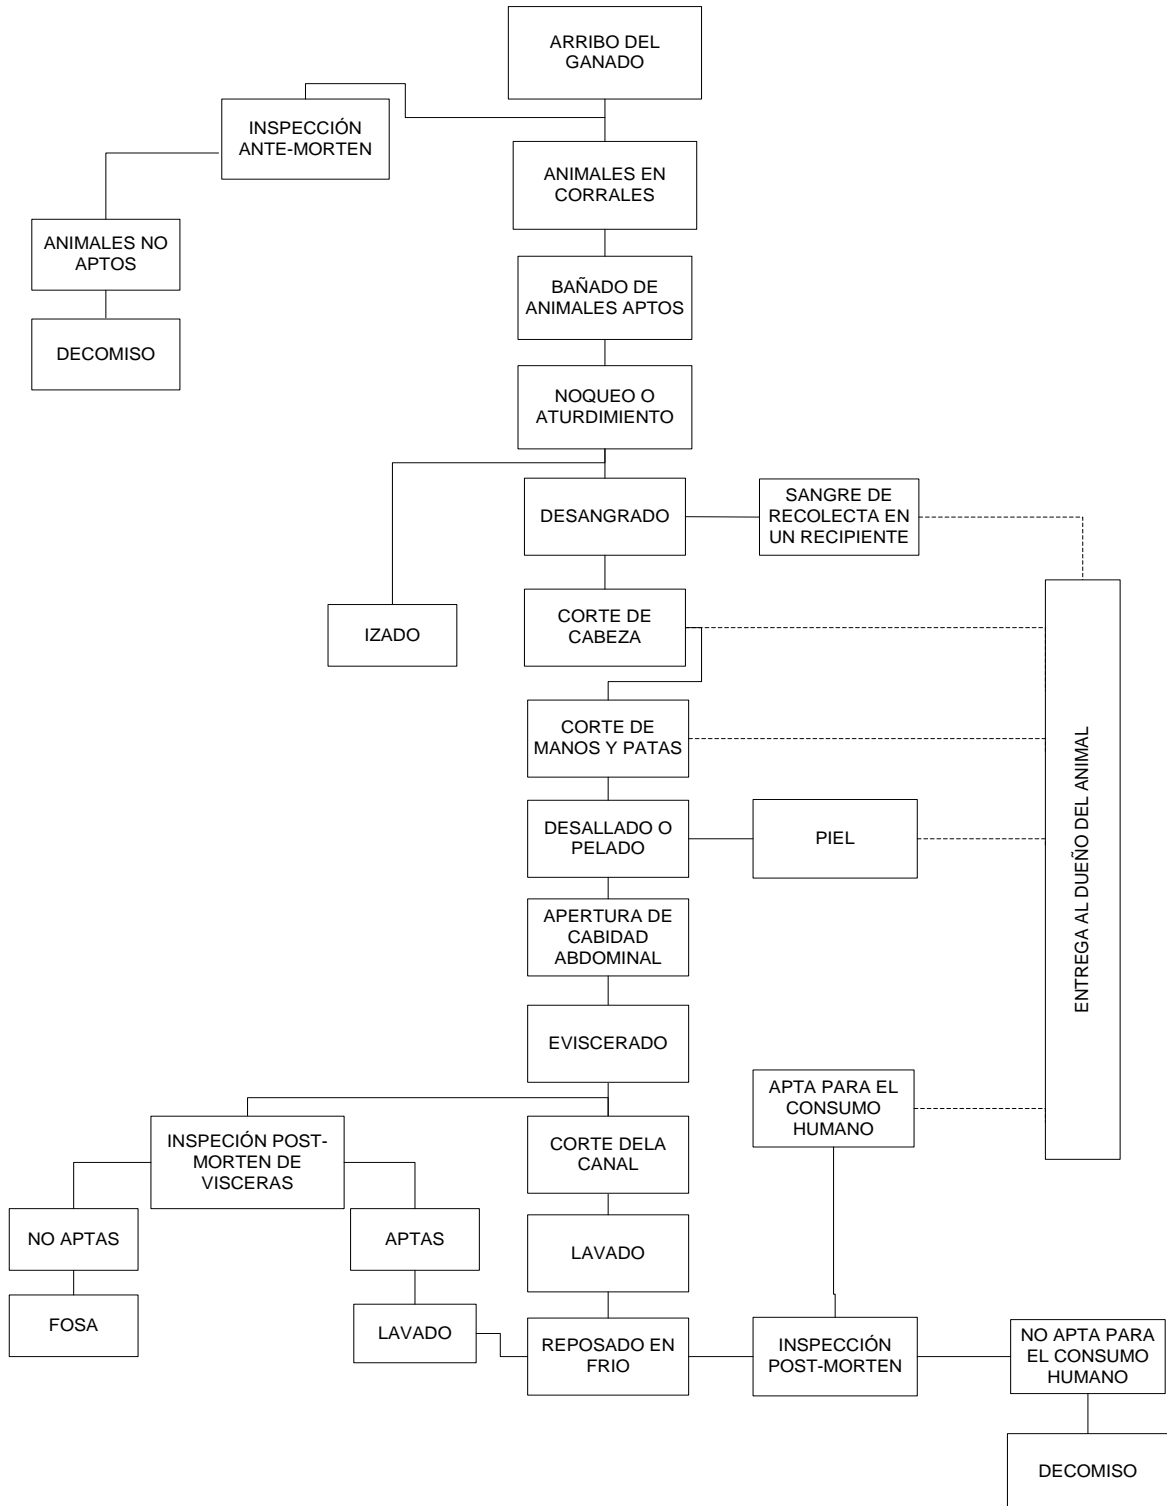 ARRIBO DEL
GANADO
INSPECCIÓN
ANTE-MORTEN
ANIMALES EN
CORRALES
ANIMALES NO
APTOS
BAÑADO DE
ANIMALES APTOS
DECOMISO
NOQUEO O
ATURDIMIENTO
DESANGRADO
SANGRE DE
RECOLECTA EN
UN RECIPIENTE
IZADO
CORTE DE
CABEZA
CORTE DE
MANOS Y PATAS
ENTREGA AL DUEÑO DEL ANIMAL
DESALLADO O
PELADO
PIEL
APERTURA DE
CABIDAD
ABDOMINAL
EVISCERADO
APTA PARA EL
CONSUMO
HUMANO
INSPECIÓN POST-
MORTEN DE
VISCERAS
CORTE DELA
CANAL
NO APTAS
APTAS
LAVADO
FOSA
LAVADO
REPOSADO EN
FRIO
INSPECCIÓN
POST-MORTEN
NO APTA PARA
EL CONSUMO
HUMANO
DECOMISO